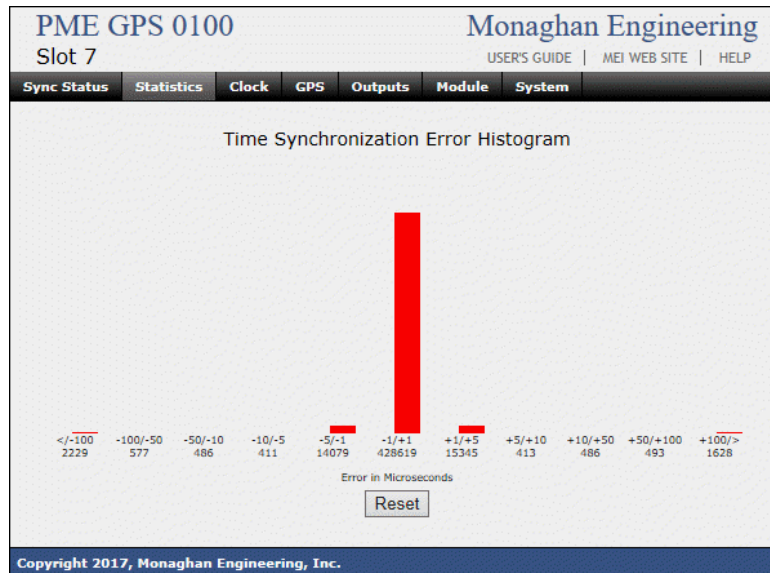 PME GPS 0100
Monaghan Engineering
Slot 7
USER'S GUIDE | MEI WEB SITE | HELP
Sync Status Statistics Clock GPS Outputs Module System
Time Synchronization Error Histogram
</-100 -100/-50 -50/-10 -10/-5 -5/-1 -1/+1 +1/+5 +5/+10 +10/+50 +50/+100 +100/>
2229 577 486 411 14079 428619 15345 413 486 493 1628
Error in Microseconds
Reset
Copyright 2017, Monaghan Engineering, Inc.